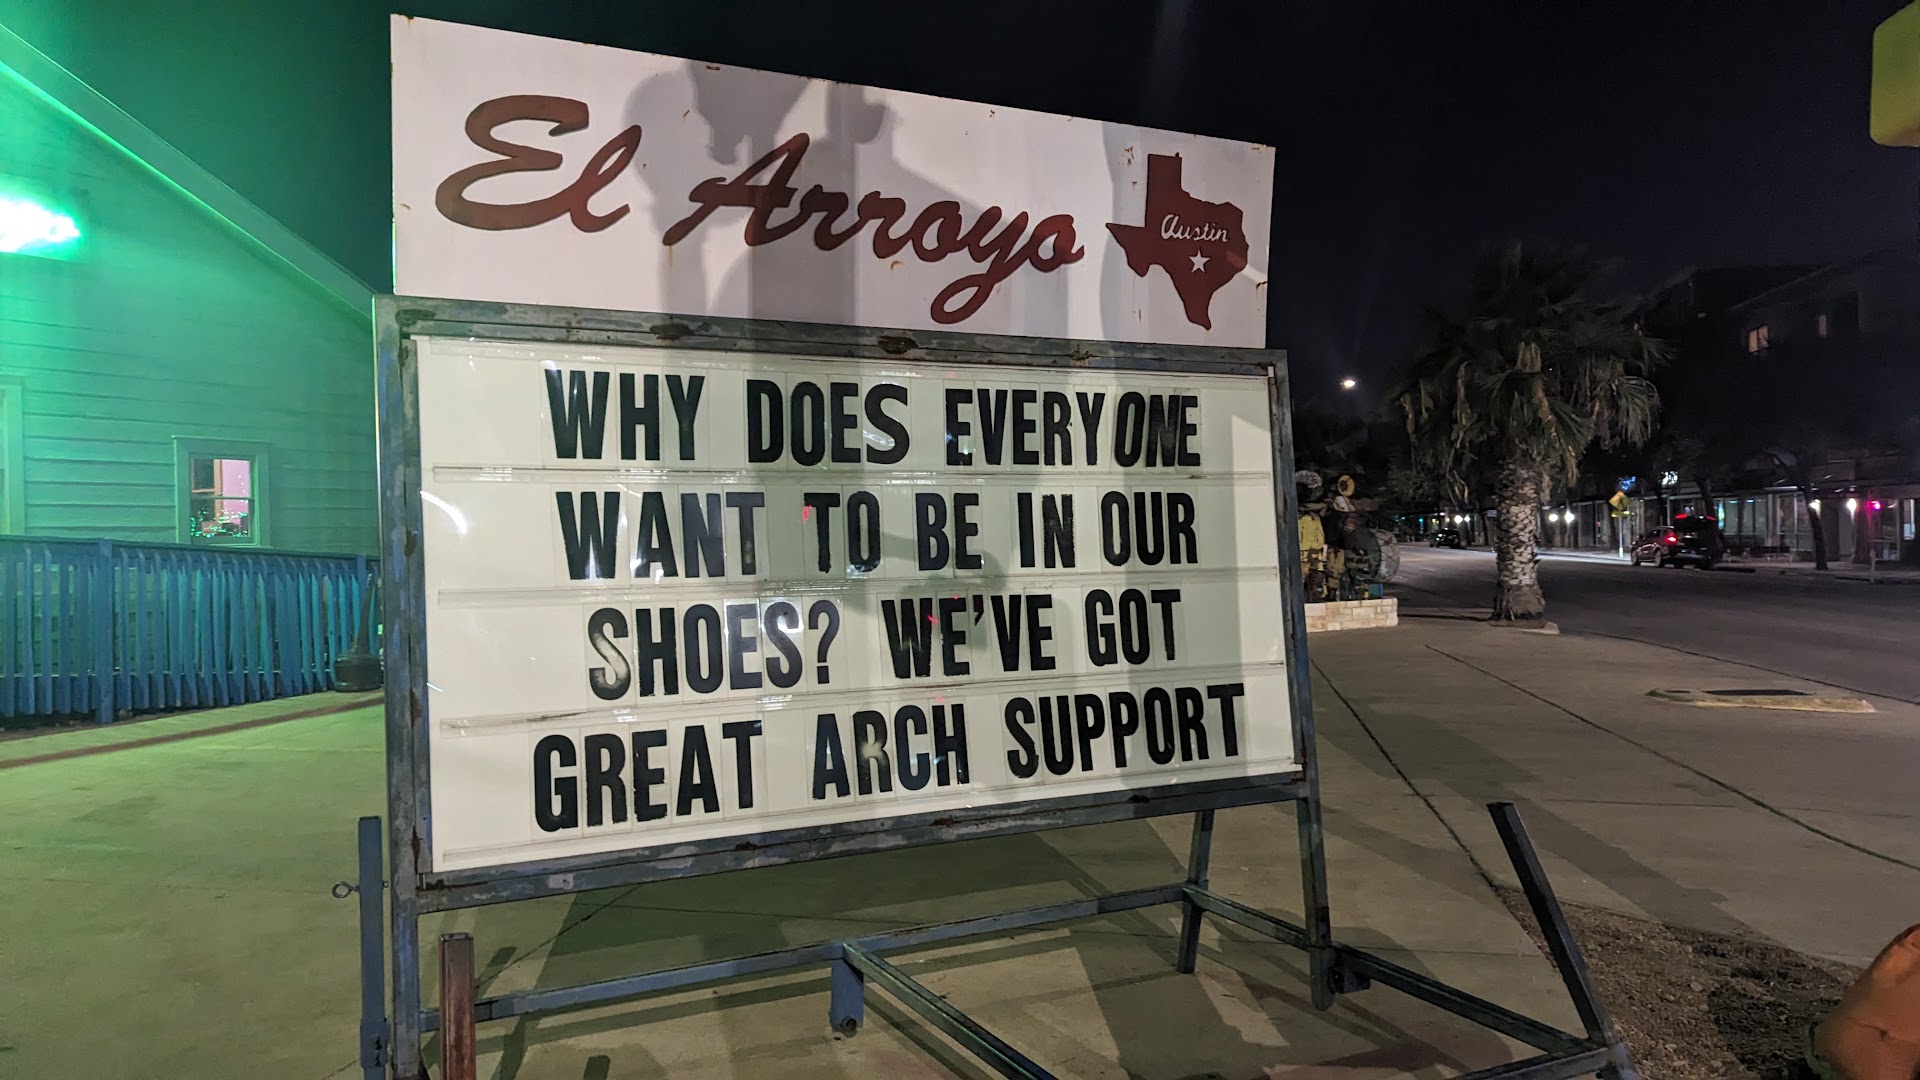 El Arroyo
Austin
WHY DOES EVERYONE
WANT TO BE IN OUR
SHOES? WE'VE GOT
GREAT ARCH SUPPORT